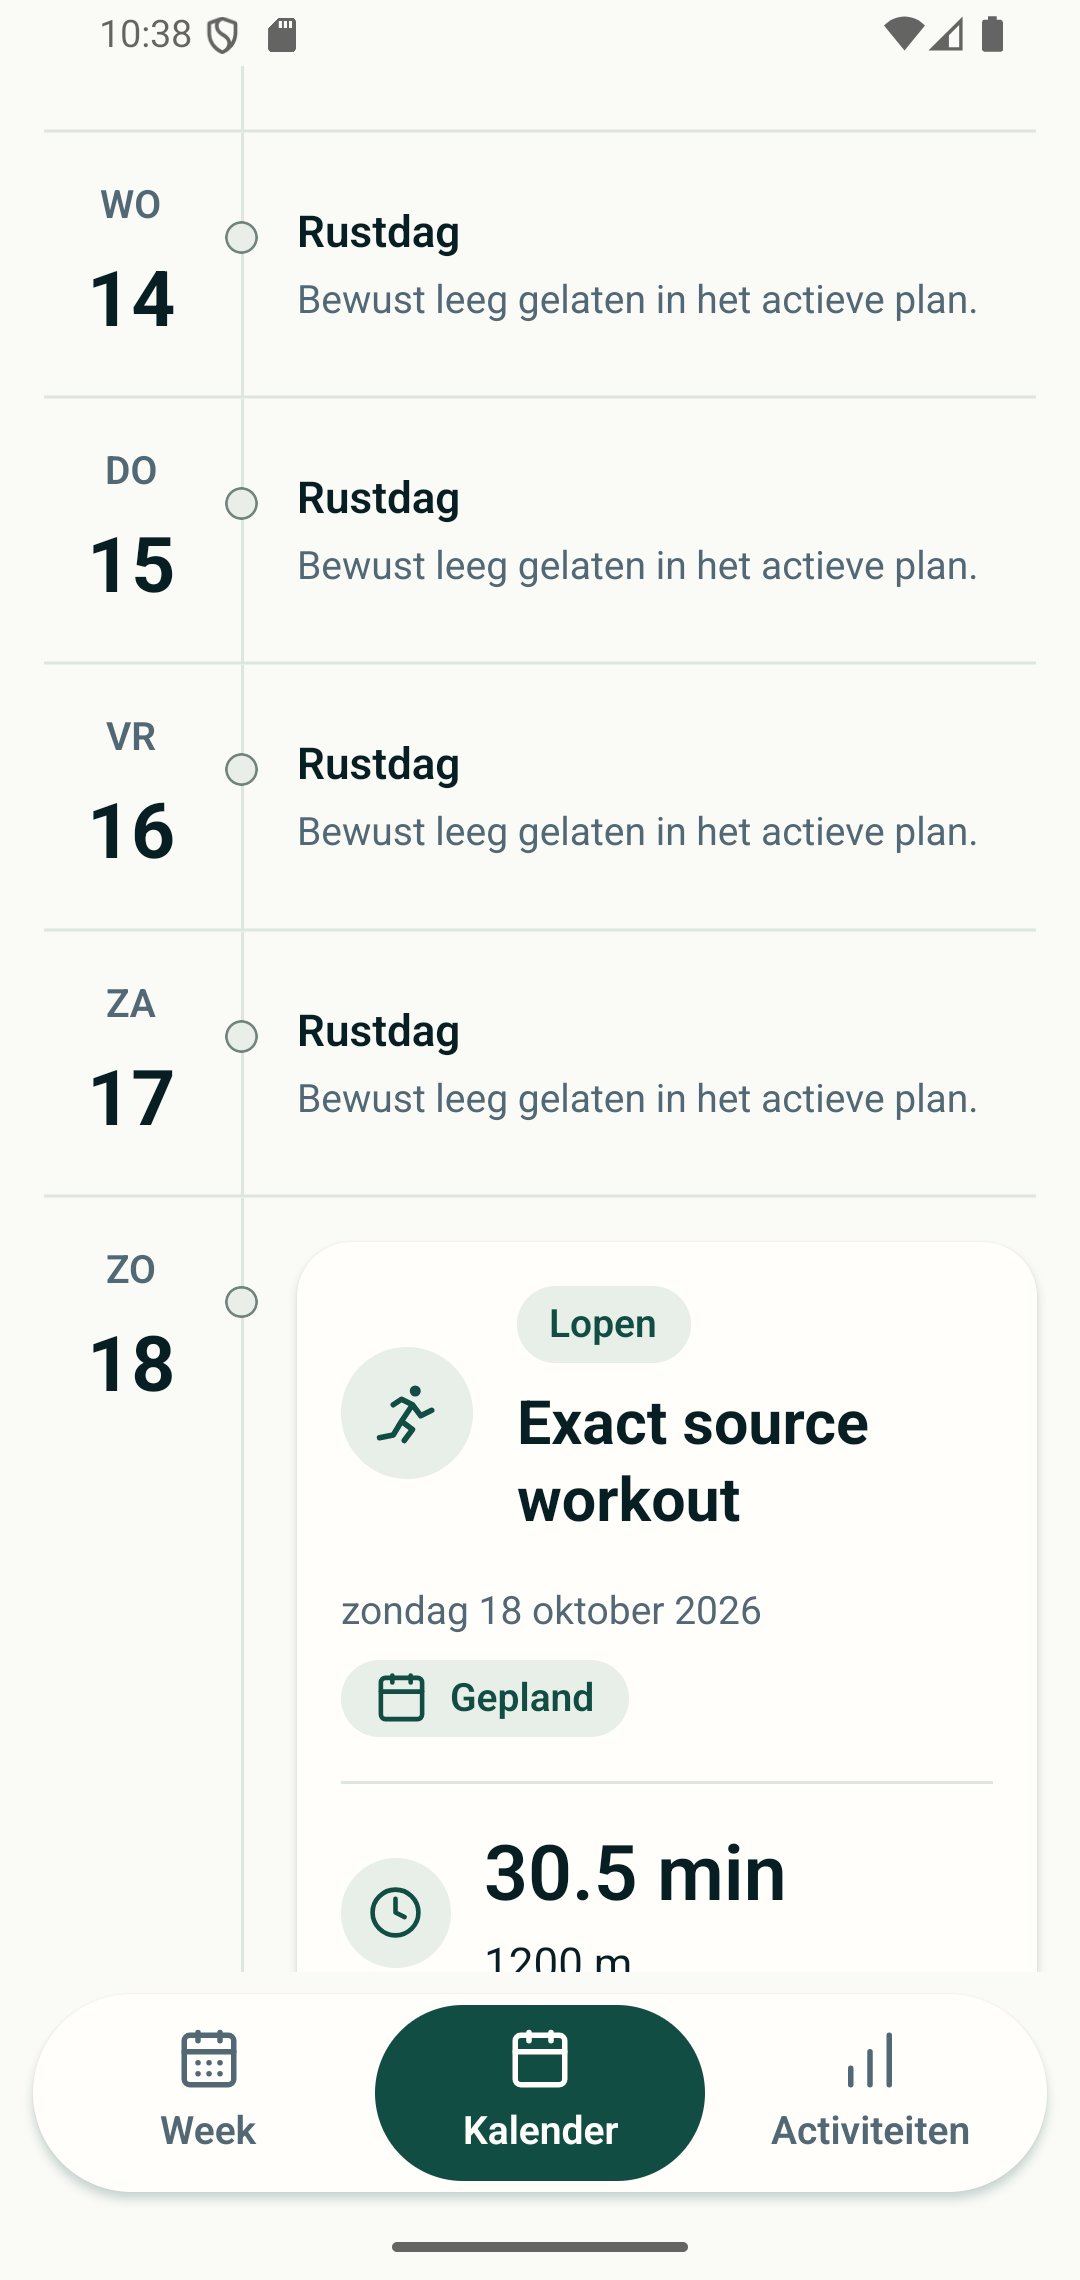 10:38
WO
14
Rustdag
Bewust leeg gelaten in het actieve plan.
DO
15
Rustdag
Bewust leeg gelaten in het actieve plan.
VR
16
Rustdag
Bewust leeg gelaten in het actieve plan.
ZA
17
Rustdag
Bewust leeg gelaten in het actieve plan.
ZO
18
Lopen
Exact source
workout
zondag 18 oktober 2026
Gepland
30.5 min
1200 m
Week
Kalender
Activiteiten